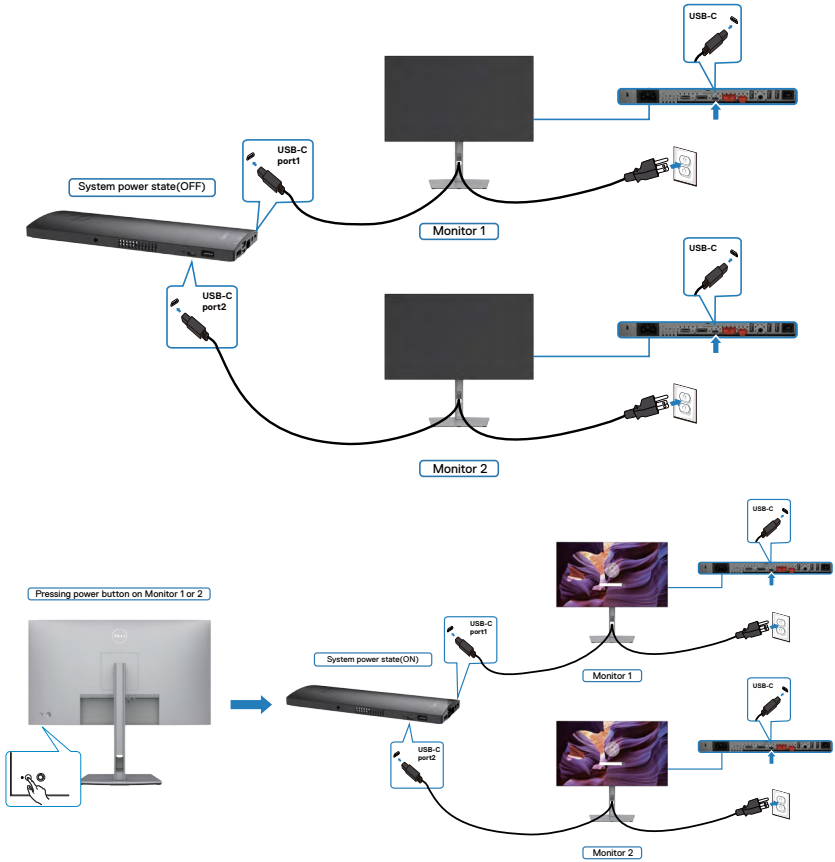 USB-C
USB-C
port1
System power state(OFF)
Monitor 1
USB-C
USB-C
port2
Monitor 2
USB-C
Pressing power button on Monitor 1 or 2
DELL
USB-C
port1
System power state(ON)
Monitor 1
USB-C
USB-C
port2
Monitor 2